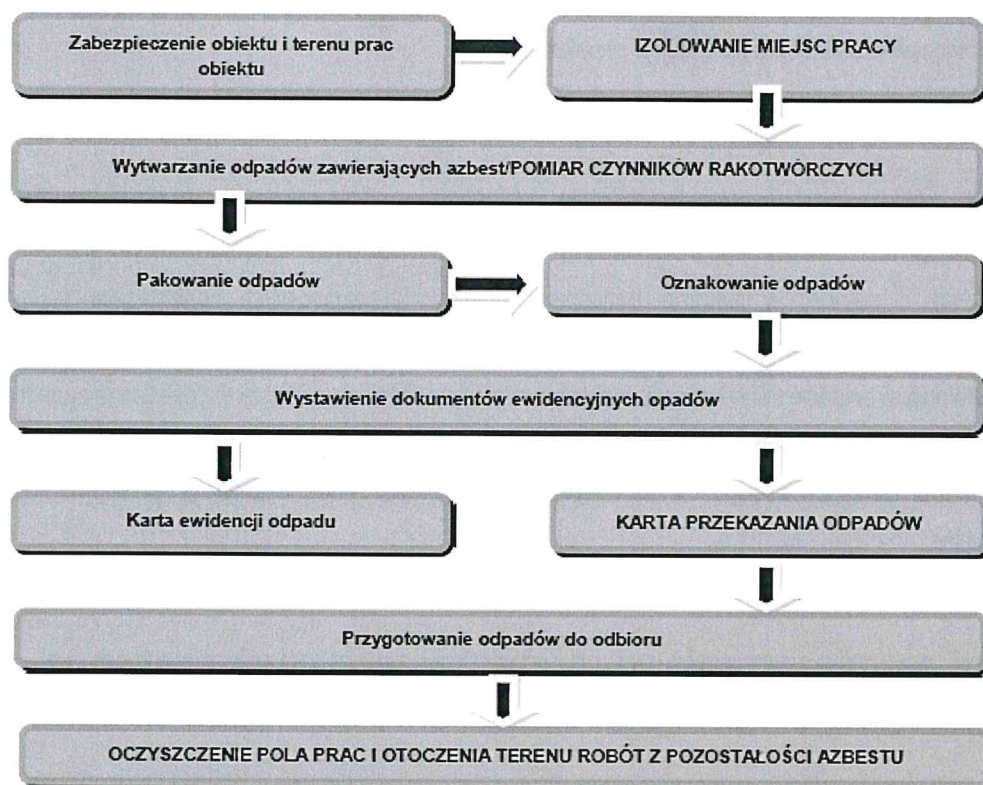 Zabezpieczenie obiektu i terenu prac
obiektu
IZOLOWANIE MIEJSC PRACY
Wytwarzanie odpadów zawierających azbest/POMIAR CZYNNIKÓW RAKOTWÓRCZYCH
Pakowanie odpadów
Oznakowanie odpadów
Wystawienie dokumentów ewidencyjnych opadów
Karta ewidencji odpadu
KARTA PRZEKAZANIA ODPADÓW
Przygotowanie odpadów do odbioru
OCZYSZCZENIE POLA PRAC I OTOCZENIA TERENU ROBÓT Z POZOSTAŁOŚCI AZBESTU